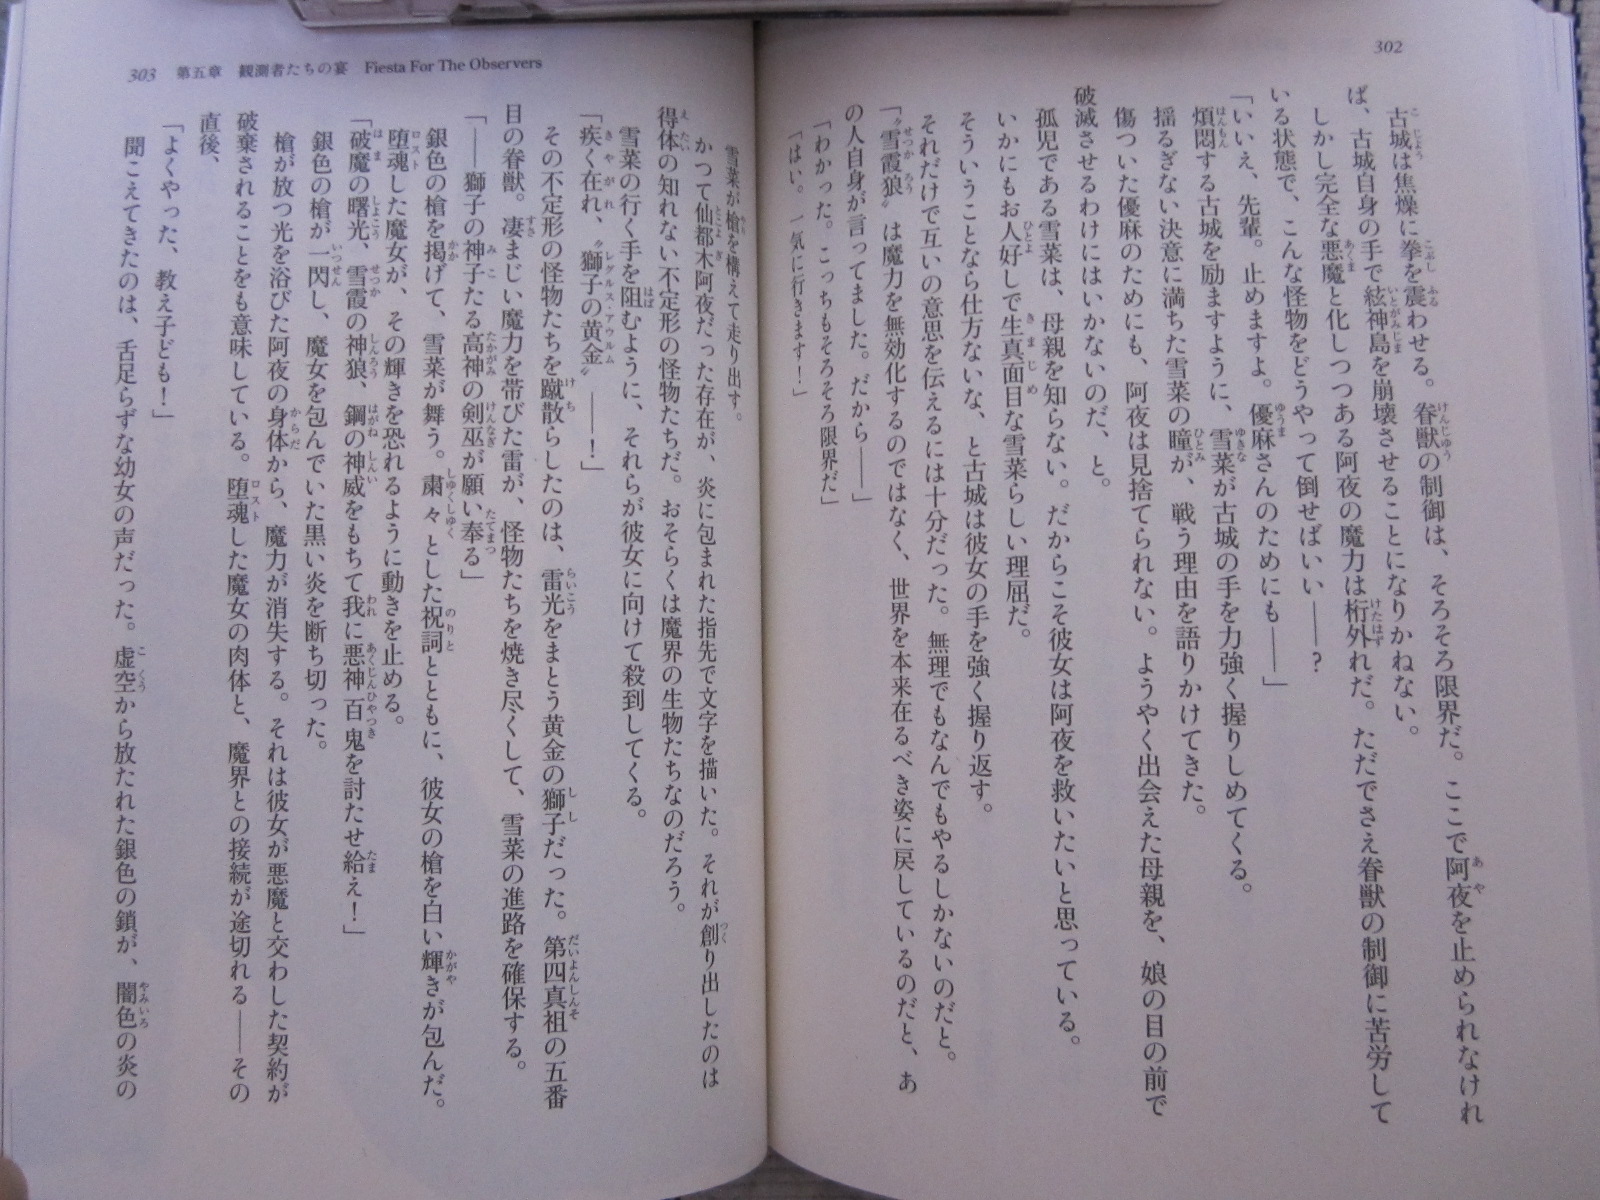 302
古城は焦燥に拳を震わせる。眷獣の制御は、そろそろ限界だ。ここで阿夜を止められなけれ
ば、古城自身の手で絃神島を崩壊させることになりかねない。
しかし完全な悪魔と化しつつある阿夜の魔力は桁外れだ。ただでさえ眷獣の制御に苦労して
いる状態で、こんな怪物をどうやって倒せばいい――?
「いいえ、先輩。止めますよ。優麻さんのためにも――」
煩悶する古城を励ますように、雪菜が古城の手を力強く握りしめてくる。
揺るぎない決意に満ちた雪菜の瞳が、戦う理由を語りかけてきた。
傷ついた優麻のためにも、阿夜は見捨てられない。ようやく出会えた母親を、娘の目の前で
破滅させるわけにはいかないのだ、と。
孤児である雪菜は、母親を知らない。だからこそ彼女は阿夜を救いたいと思っている。
いかにもお人好しで生真面目な雪菜らしい理屈だ。
そういうことなら仕方ないな、と古城は彼女の手を強く握り返す。
それだけで互いの意思を伝えるには十分だった。無理でもなんでもやるしかないのだと。
「〝雪霞狼〟は魔力を無効化するのではなく、世界を本来在るべき姿に戻しているのだと、あ
の人自身が言ってました。だから――」
「わかった。こっちもそろそろ限界だ」
「はい。一気に行きます!」
303 第五章 観測者たちの宴 Fiesta For The Observers
雪菜が槍を構えて走り出す。
かつて仙都木阿夜だった存在が、炎に包まれた指先で文字を描いた。それが創り出したのは
得体の知れない不定形の怪物たちだ。おそらくは魔界の生物たちなのだろう。
雪菜の行く手を阻むように、それらが彼女に向けて殺到してくる。
「疾く在れ、〝獅子の黄金〟――!」
その不定形の怪物たちを蹴散らしたのは、雷光をまとう黄金の獅子だった。第四真祖の五番
目の眷獣。凄まじい魔力を帯びた雷が、怪物たちを焼き尽くして、雪菜の進路を確保する。
「――獅子の神子たる高神の剣巫が願い奉る」
銀色の槍を掲げて、雪菜が舞う。粛々とした祝詞とともに、彼女の槍を白い輝きが包んだ。
堕魂した魔女が、その輝きを恐れるように動きを止める。
「破魔の曙光、雪霞の神狼、鋼の神威をもちて我に悪神百鬼を討たせ給え!」
銀色の槍が一閃し、魔女を包んでいた黒い炎を断ち切った。
槍が放つ光を浴びた阿夜の身体から、魔力が消失する。それは彼女が悪魔と交わした契約が
破棄されることをも意味している。堕魂した魔女の肉体と、魔界との接続が途切れる――その
直後、
「よくやった、教え子ども!」
聞こえてきたのは、舌足らずな幼女の声だった。虚空から放たれた銀色の鎖が、闇色の炎の